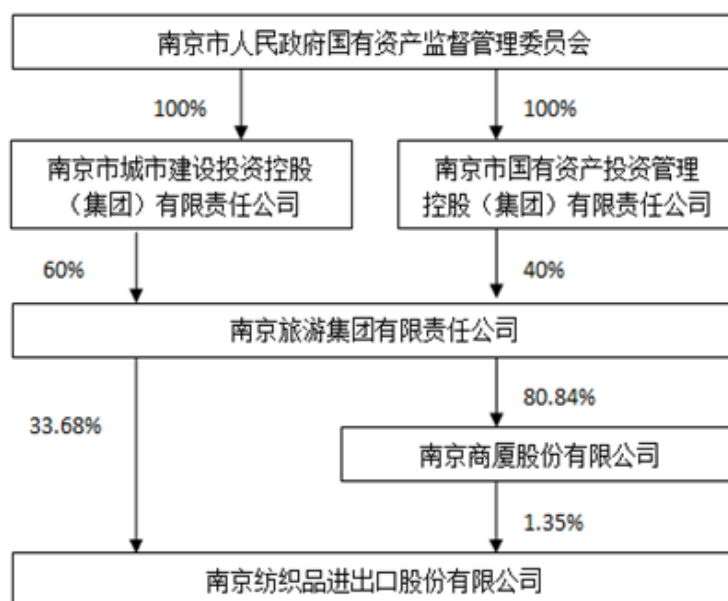 南京市人民政府国有资产监督管理委员会
100%
100%
南京市城市建设投资控股
（集团）有限责任公司
南京市国有资产投资管理
控股（集团）有限责任公司
60%
40%
南京旅游集团有限责任公司
33.68%
80.84%
南京商厦股份有限公司
1.35%
南京纺织品进出口股份有限公司